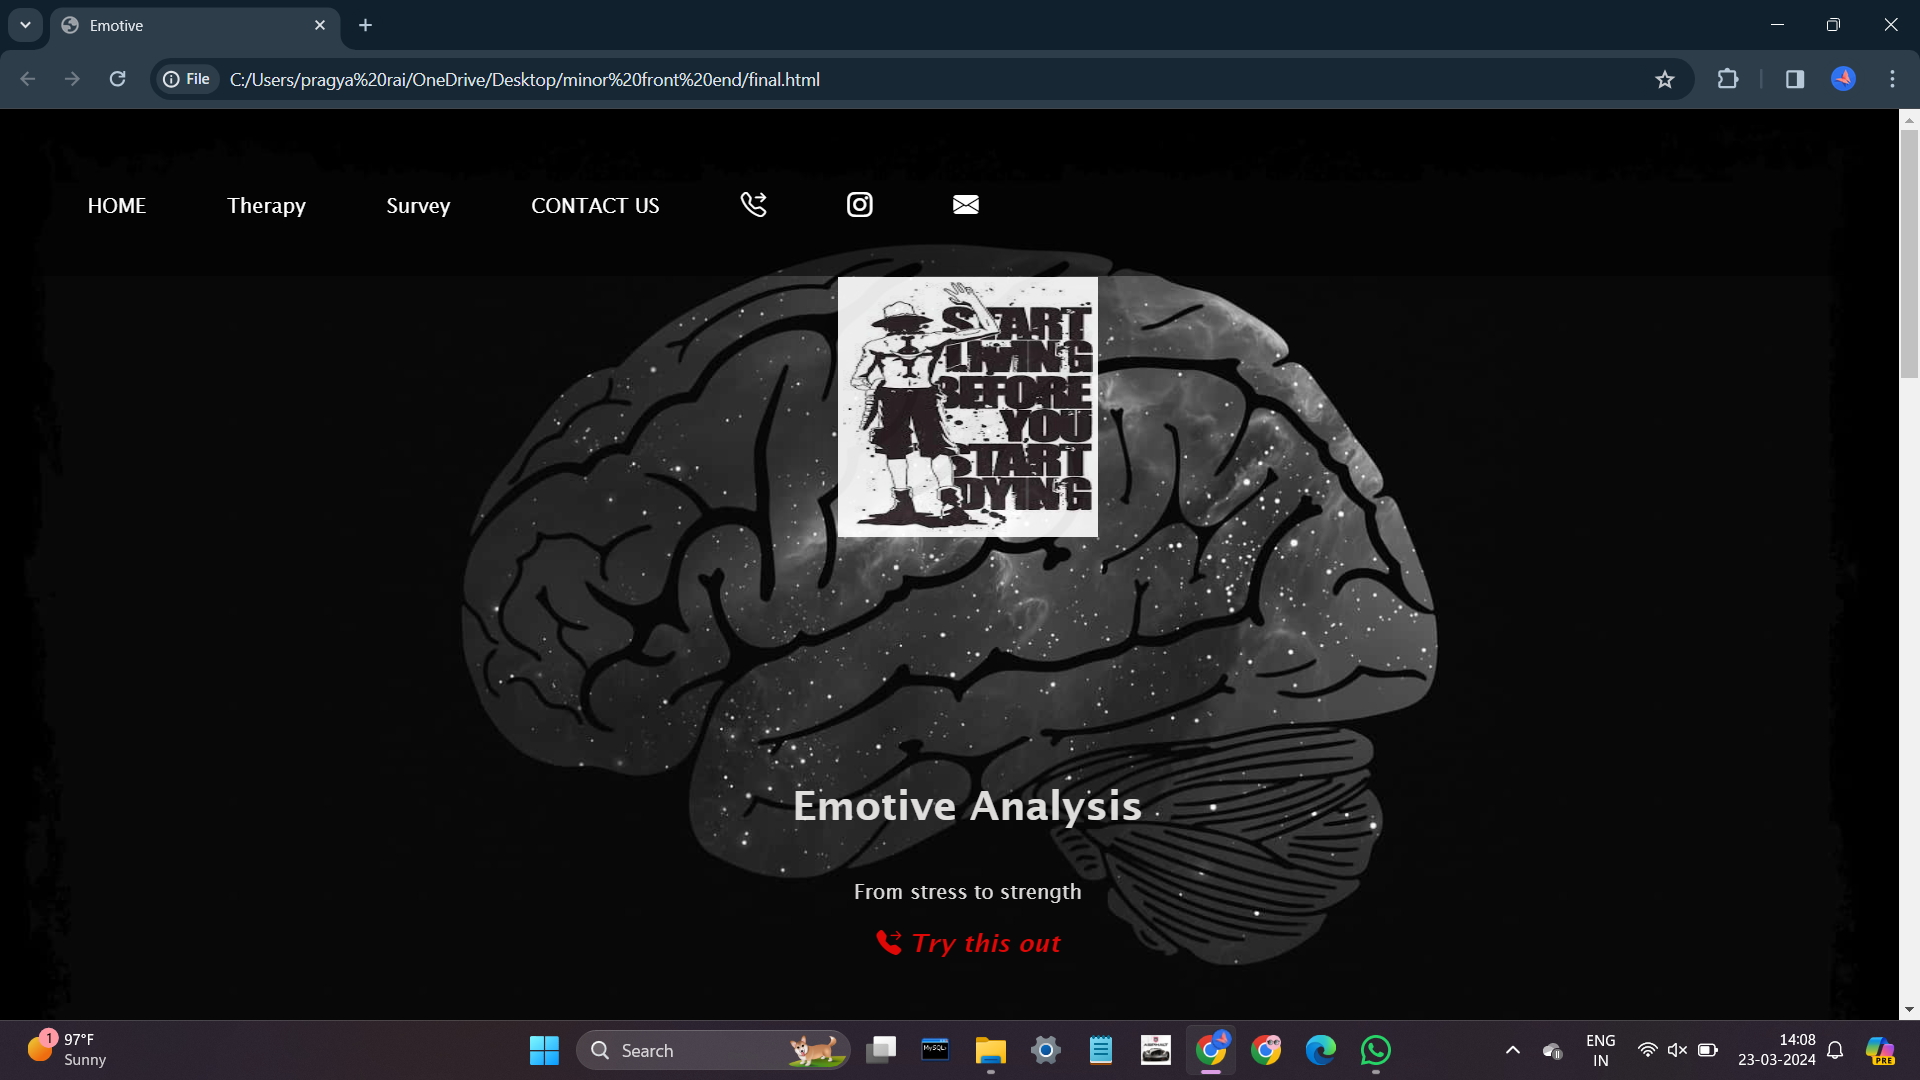 Emotive
File
C:/Users/pragya%20rai/OneDrive/Desktop/minor%20front%20end/final.html
HOME
Therapy
Survey
CONTACT US
START
LIVING
BEFORE
YOU
START
DYING
Emotive Analysis
From stress to strength
Try this out
1
97°F
Sunny
Search
MySQL
ENG
IN
14:08
23-03-2024
PRE